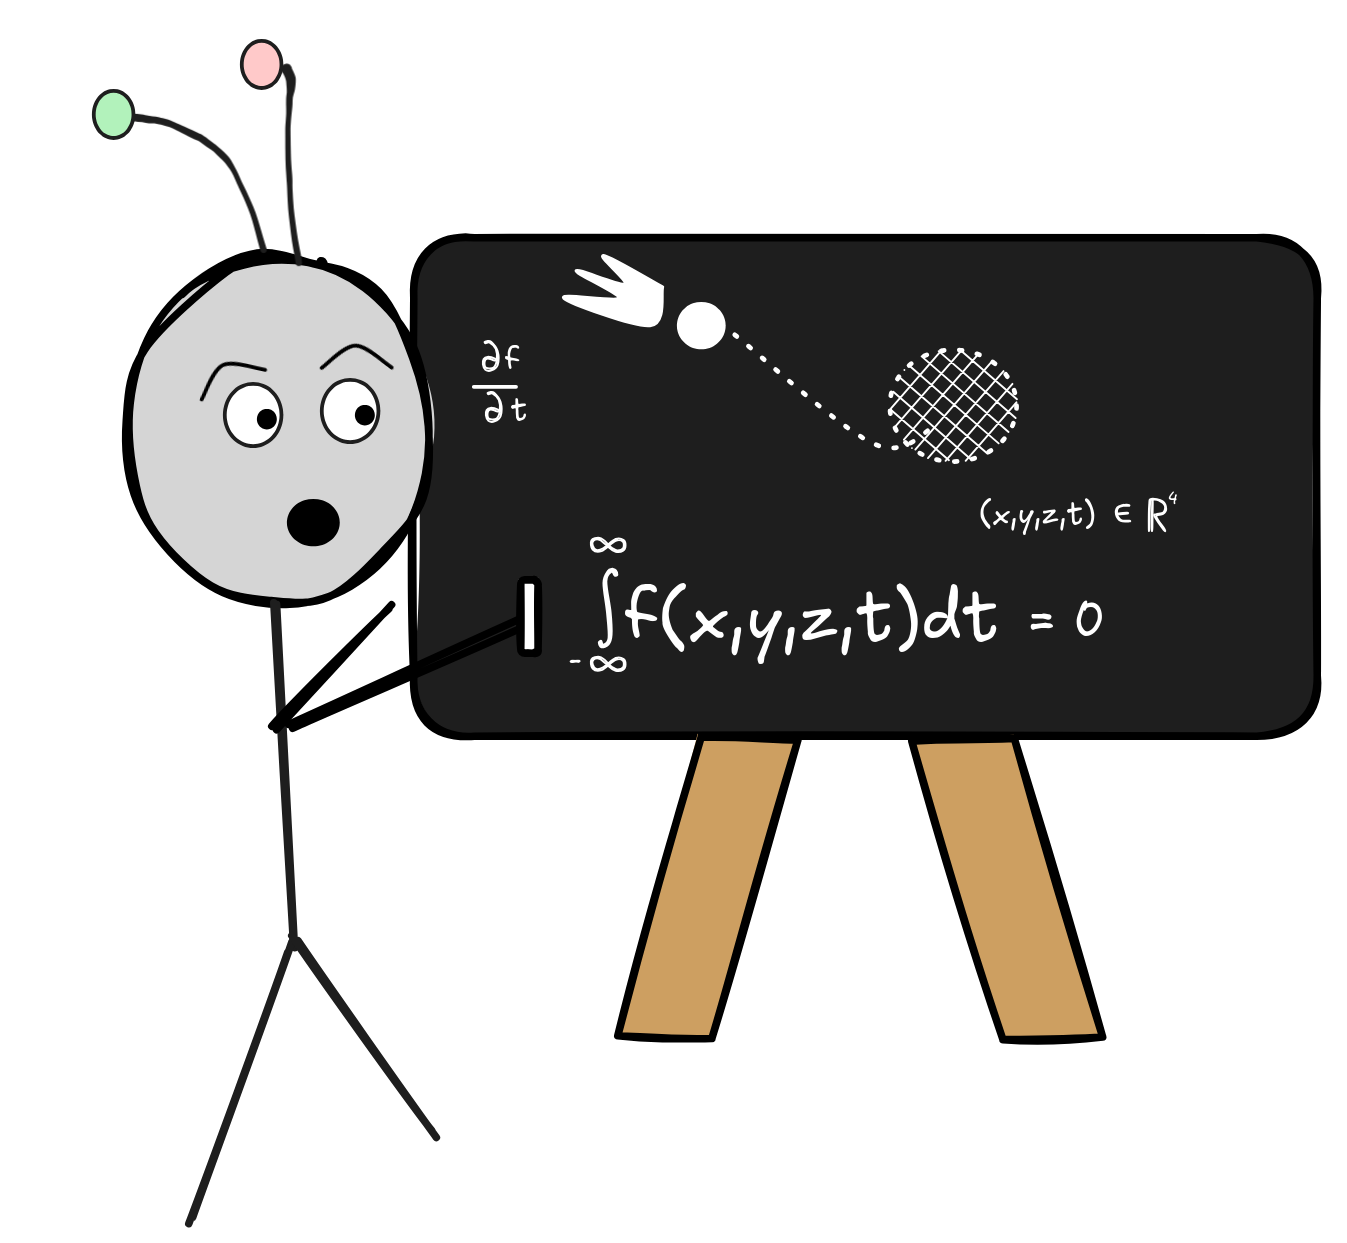 ∂f
∂t
(x,y,z,t) ∈ ℝ⁴
∞
∫f(x,y,z,t)dt = 0
-∞